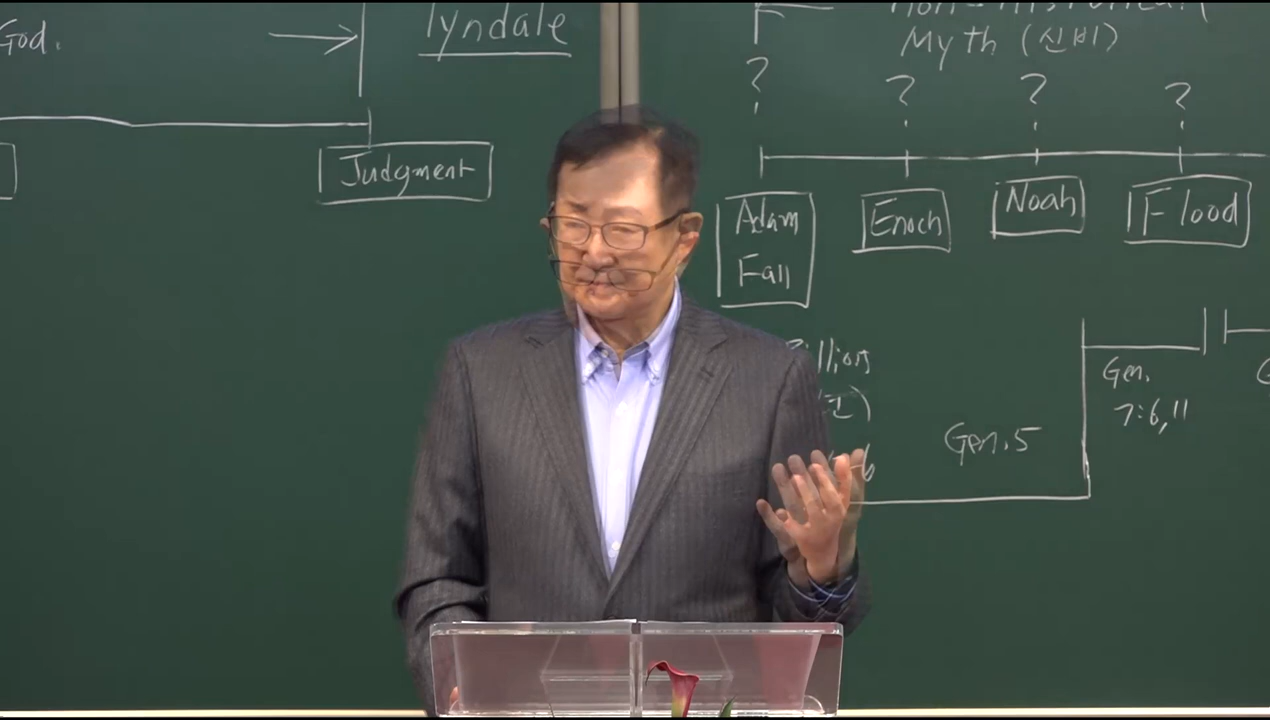 God.
Tyndale
Judgment
Myth (신비)
? ? ? ?
Adam
Fall
Enoch
Noah
Flood
Gen.
7:6,11
Gen.5